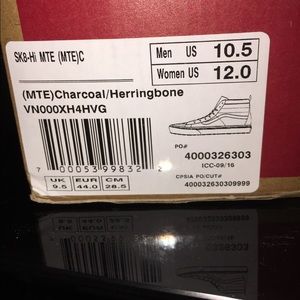 SK8-Hi MTE (MTE)C
Men US 10.5
Women US 12.0
(MTE)Charcoal/Herringbone
VN000XH4HVG
PO#
4000326303
ICC-09/16
CPSIA PO/CUT#
400032630309999
7 00053 99832 2
UK EUR CM
9.5 44.0 28.5